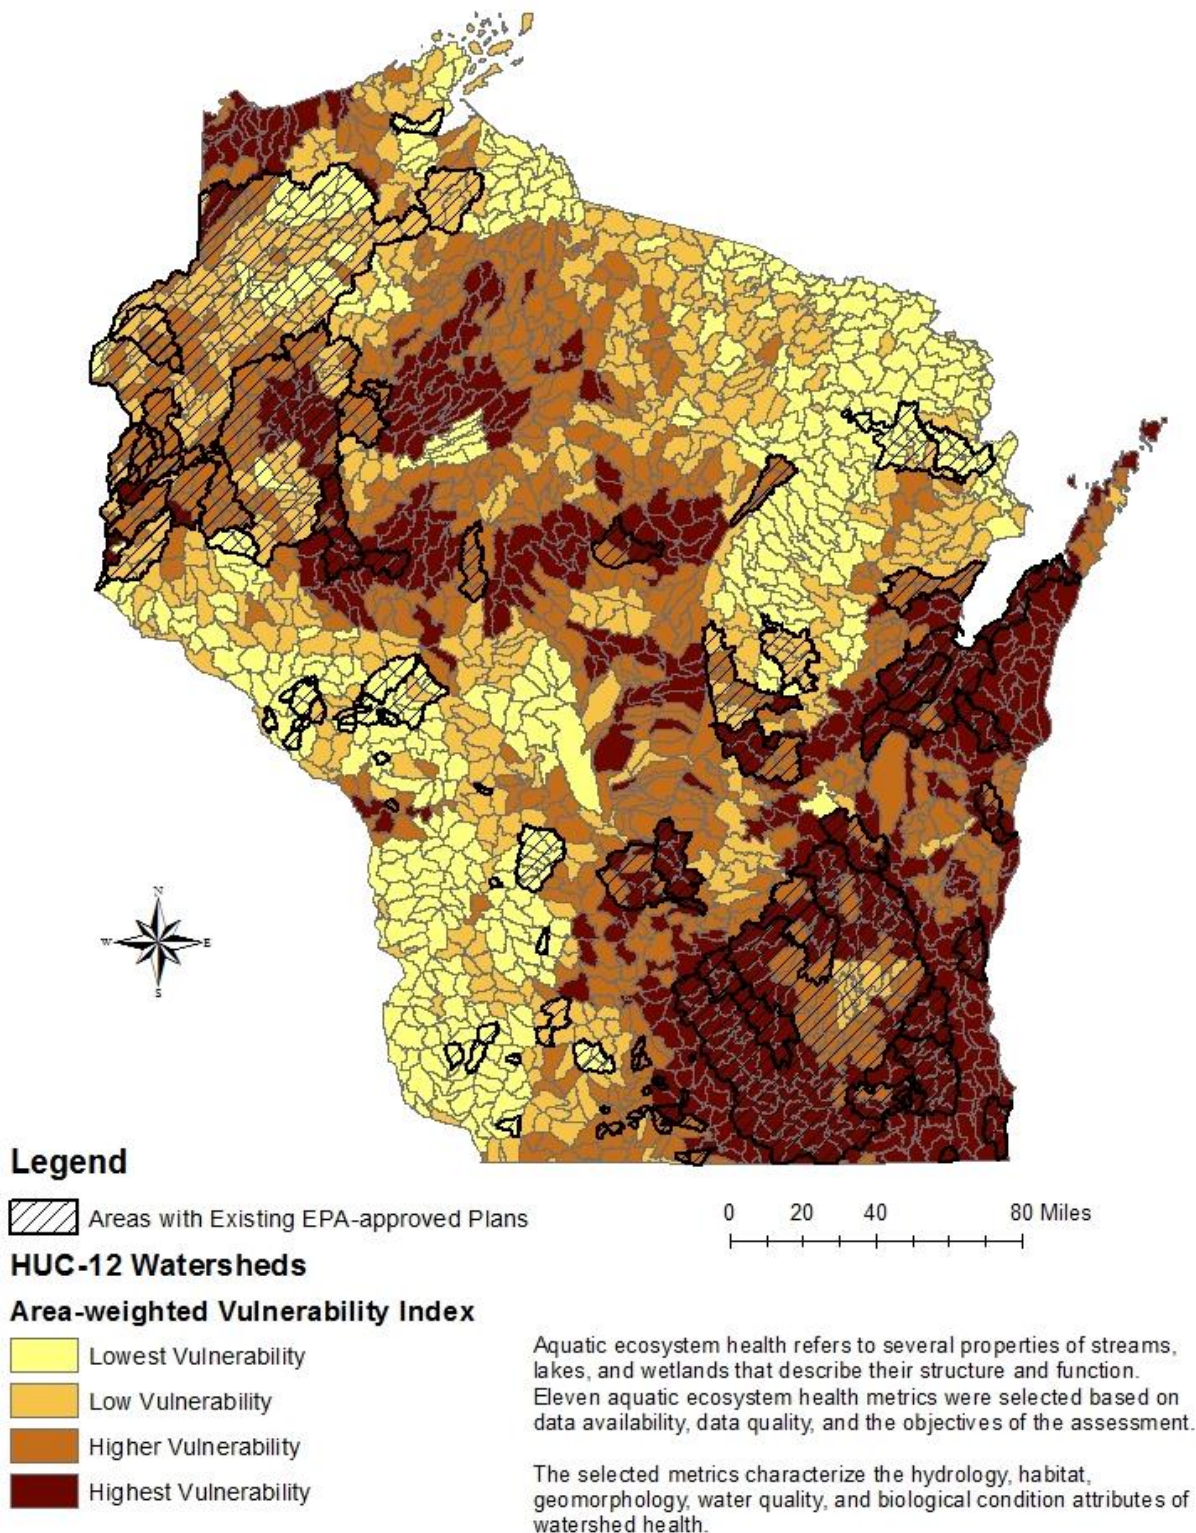 N
W
E
S
Legend
Areas with Existing EPA-approved Plans
0 20 40 80 Miles
HUC-12 Watersheds
Area-weighted Vulnerability Index
Lowest Vulnerability
Low Vulnerability
Higher Vulnerability
Highest Vulnerability
Aquatic ecosystem health refers to several properties of streams,
lakes, and wetlands that describe their structure and function.
Eleven aquatic ecosystem health metrics were selected based on
data availability, data quality, and the objectives of the assessment.
The selected metrics characterize the hydrology, habitat,
geomorphology, water quality, and biological condition attributes of
watershed health.